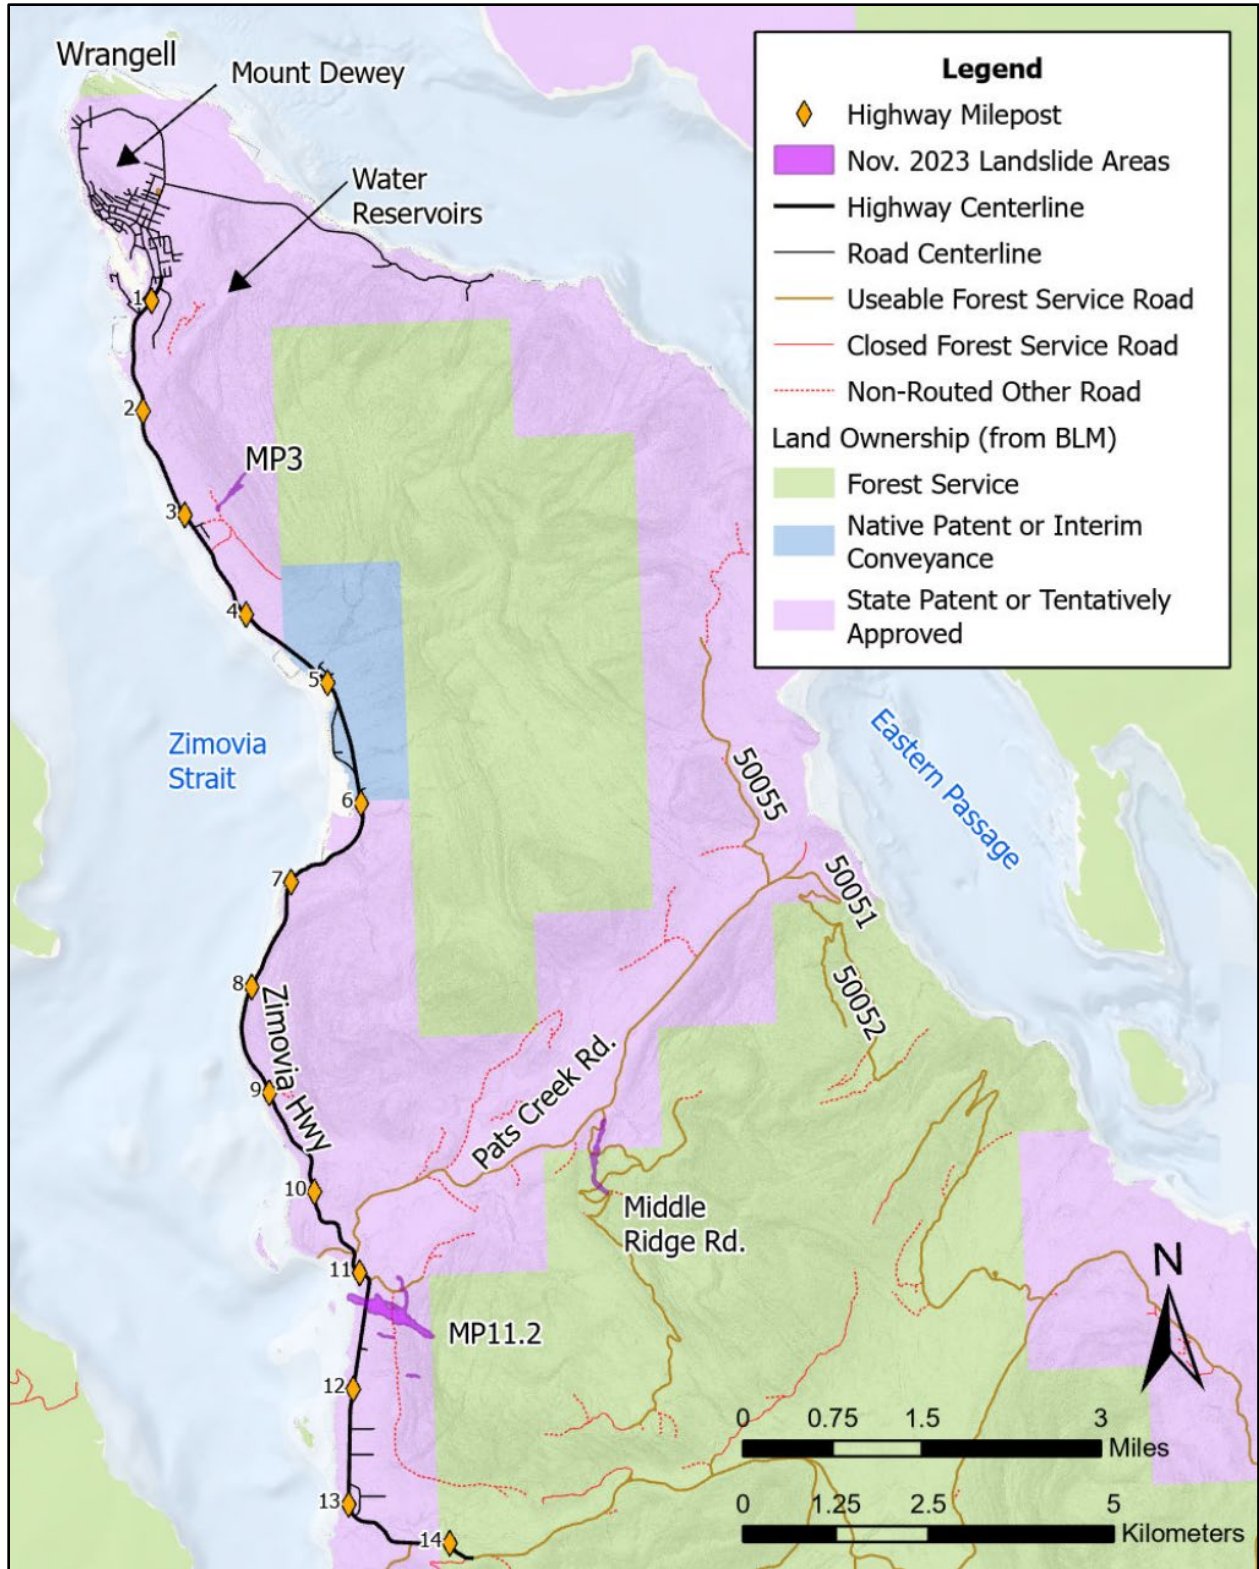 Wrangell
Mount Dewey
Water
Reservoirs
1
2
MP3
3
4
5
Zimovia
Strait
6
7
8
Zimovia Hwy
9
10
11
MP11.2
12
13
14
50055
50051
50052
Pats Creek Rd.
Middle
Ridge Rd.
Eastern Passage
Legend
Highway Milepost
Nov. 2023 Landslide Areas
Highway Centerline
Road Centerline
Useable Forest Service Road
Closed Forest Service Road
Non-Routed Other Road
Land Ownership (from BLM)
Forest Service
Native Patent or Interim
Conveyance
State Patent or Tentatively
Approved
N
0 0.75 1.5 3
Miles
0 1.25 2.5 5
Kilometers